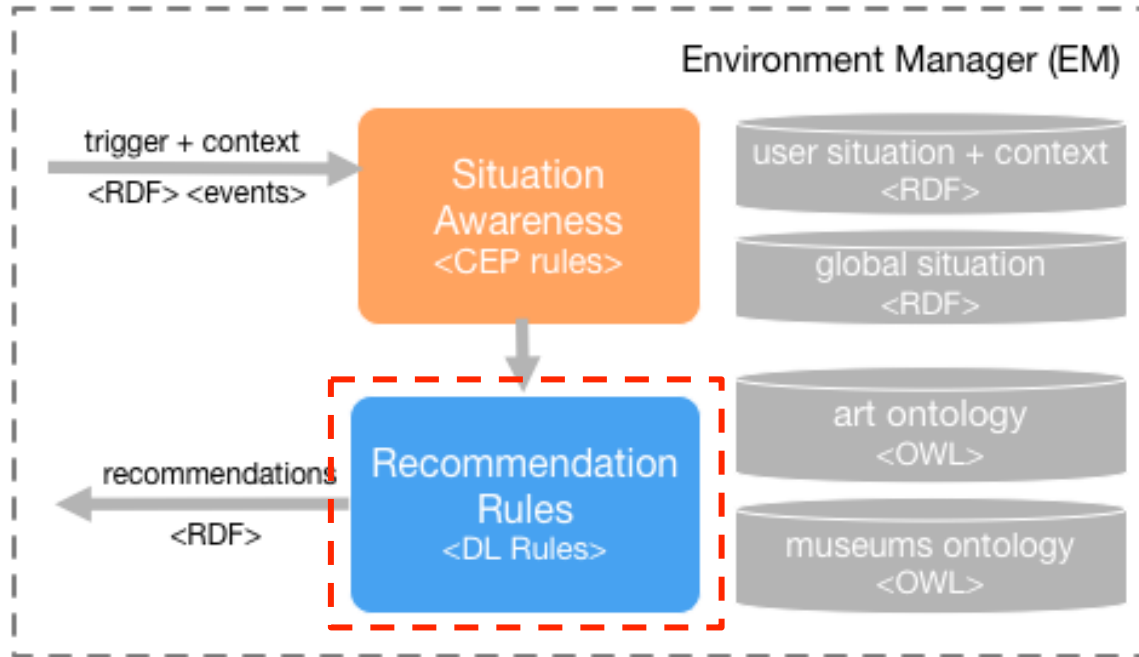 Environment Manager (EM)
trigger + context
<RDF> <events>
Situation
Awareness
<CEP rules>
user situation + context
<RDF>
global situation
<RDF>
recommendations
<RDF>
Recommendation
Rules
<DL Rules>
art ontology
<OWL>
museums ontology
<OWL>